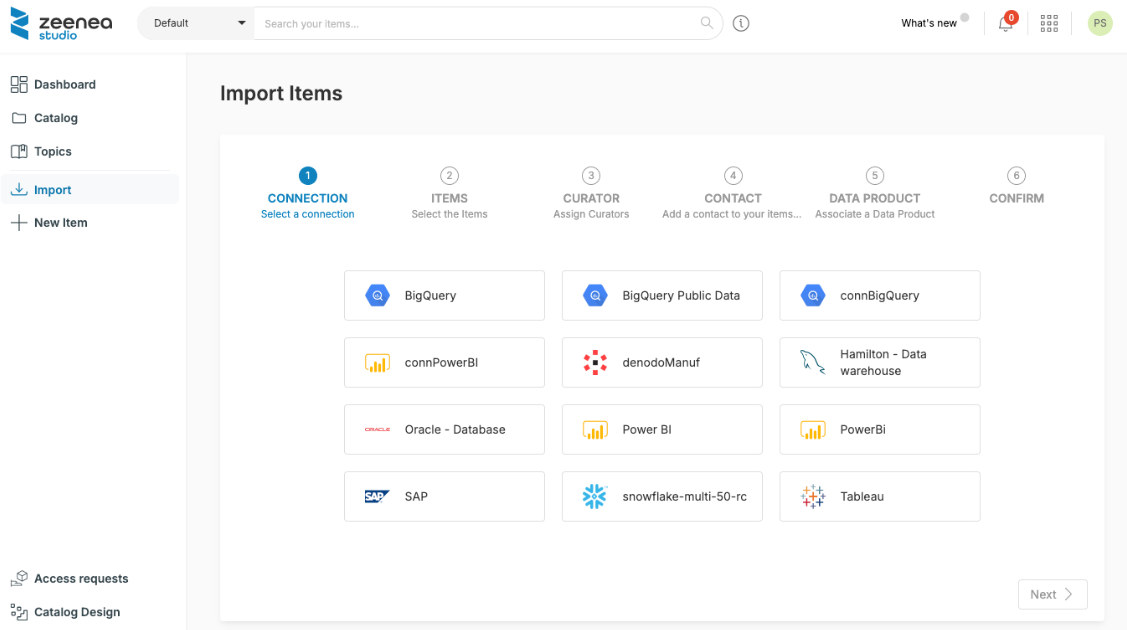 zeenea
studio
Default
Search your items...
What's new
0
PS
Dashboard
Catalog
Topics
Import
New Item
Access requests
Catalog Design
Import Items
1
CONNECTION
Select a connection
2
ITEMS
Select the Items
3
CURATOR
Assign Curators
4
CONTACT
Add a contact to your items...
5
DATA PRODUCT
Associate a Data Product
6
CONFIRM
BigQuery
BigQuery Public Data
connBigQuery
connPowerBI
denodoManuf
Hamilton - Data
warehouse
ORACLE
Oracle - Database
Power BI
PowerBi
SAP
SAP
snowflake-multi-50-rc
Tableau
Next